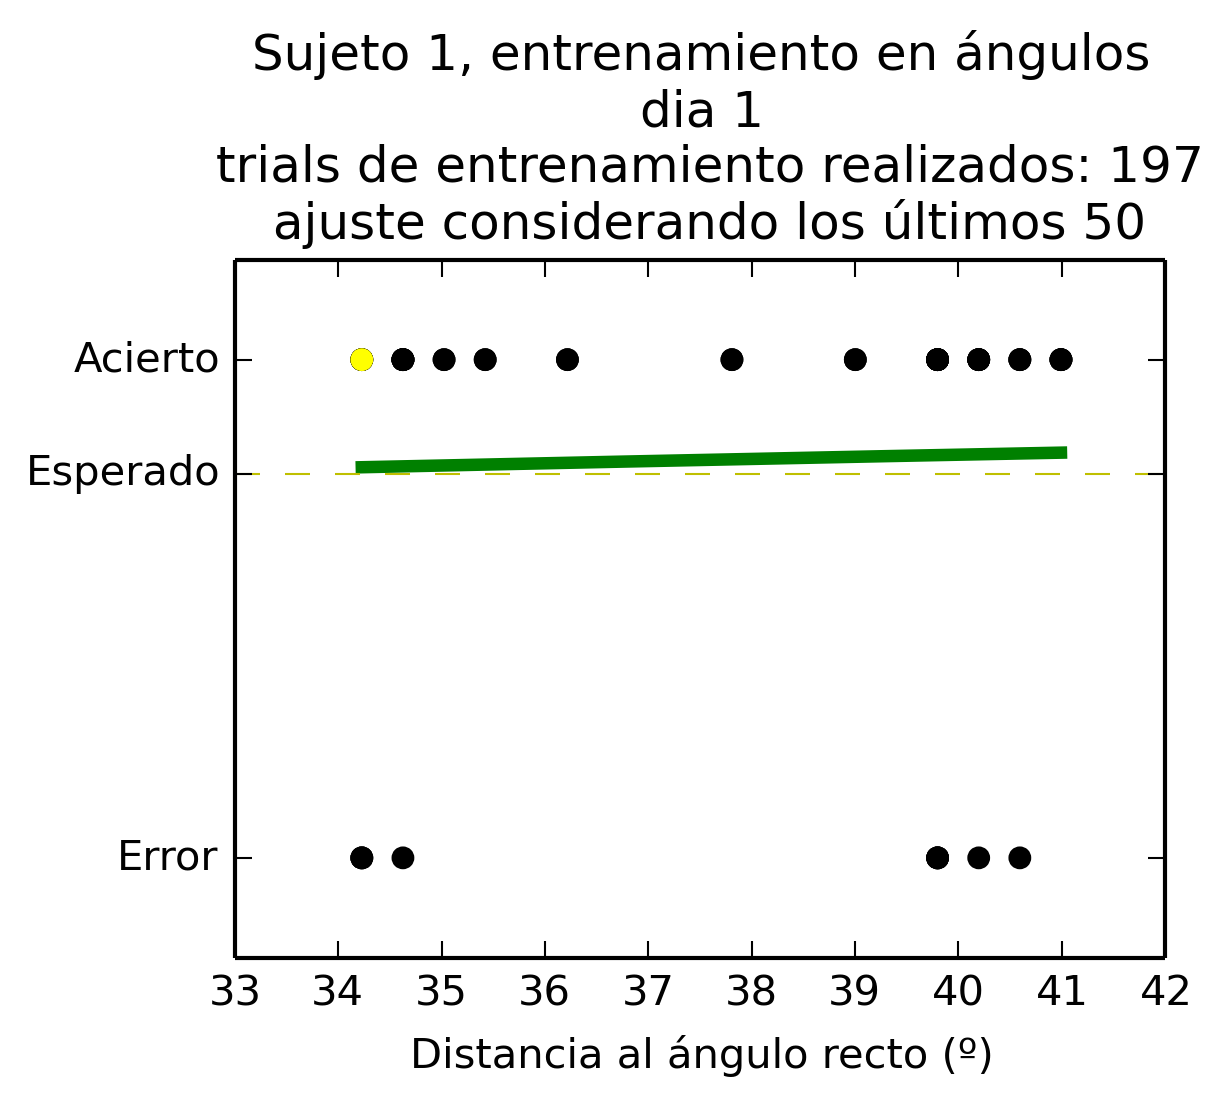 Sujeto 1, entrenamiento en ángulos
dia 1
trials de entrenamiento realizados: 197
ajuste considerando los últimos 50
Acierto
Esperado
Error
33 34 35 36 37 38 39 40 41 42
Distancia al ángulo recto (º)